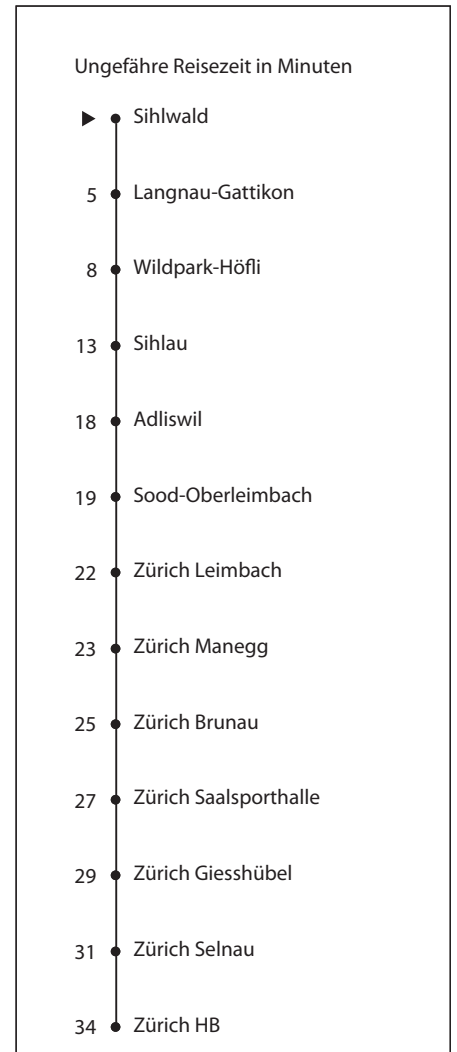 Ungefähre Reisezeit in Minuten
Sihlwald
5 Langnau-Gattikon
8 Wildpark-Höfli
13 Sihlau
18 Adliswil
19 Sood-Oberleimbach
22 Zürich Leimbach
23 Zürich Manegg
25 Zürich Brunau
27 Zürich Saalsporthalle
29 Zürich Giesshübel
31 Zürich Selnau
34 Zürich HB